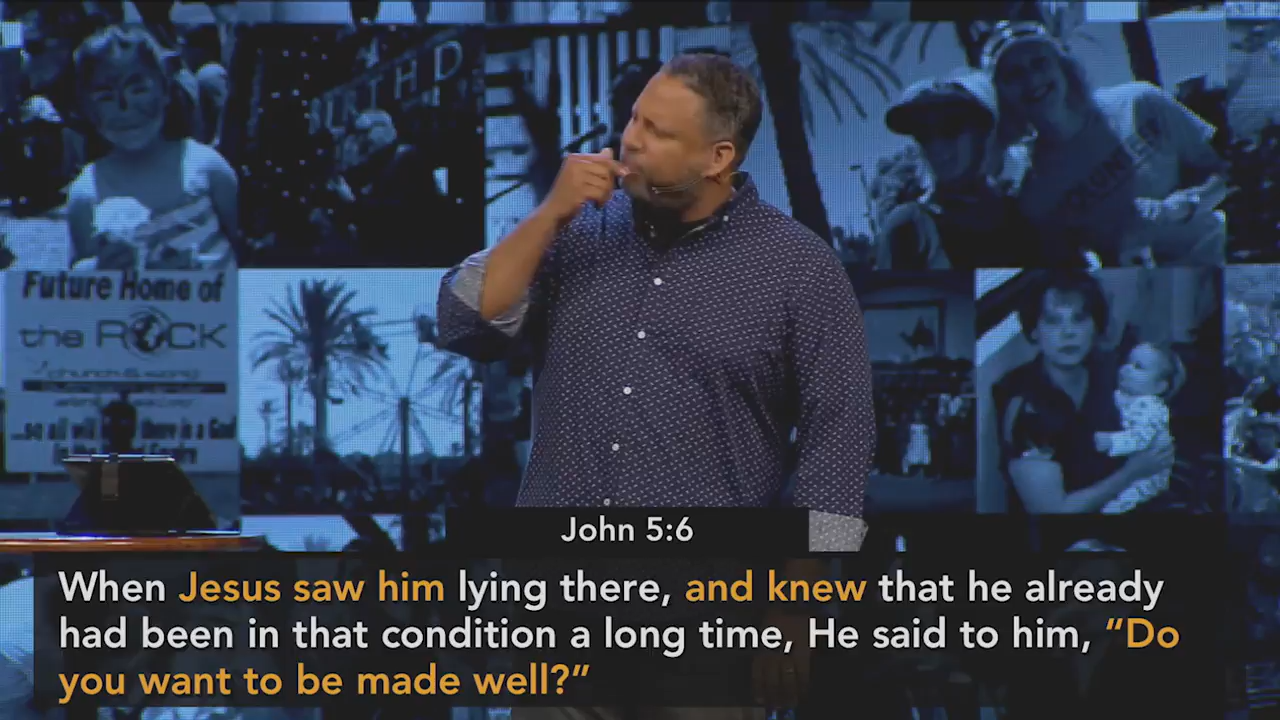 Future Home of
the ROCK
John 5:6
When Jesus saw him lying there, and knew that he already
had been in that condition a long time, He said to him, “Do
you want to be made well?”